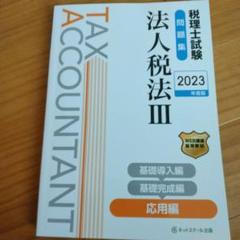 税理士試験
問題集
法人税法Ⅲ
2023
年度版
TAX
ACCOUNTANT
基礎導入編
基礎完成編
応用編
ネットスクール出版